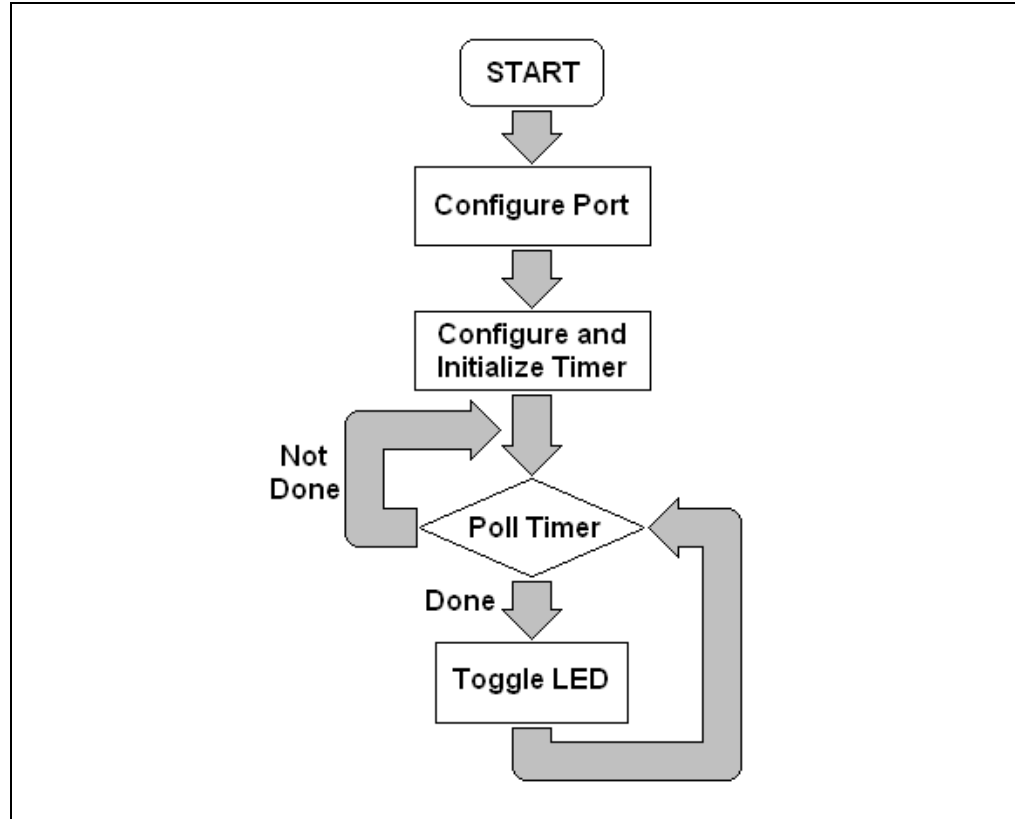 START
Configure Port
Configure and
Initialize Timer
Not
Done
Poll Timer
Done
Toggle LED